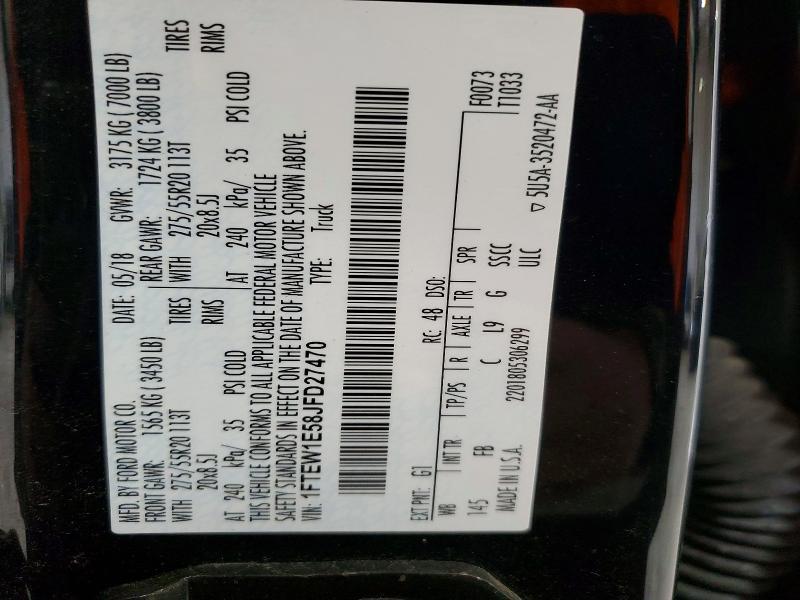 MFD. BY FORD MOTOR CO. DATE: 05/18 GVWR: 3175 KG ( 7000 LB)
FRONT GAWR: 1565 KG ( 3450 LB) REAR GAWR: 1724 KG ( 3800 LB)
WITH 275/55R20 113T TIRES WITH 275/55R20 113T TIRES
20x8.5J RIMS 20x8.5J RIMS
AT 240 kPa/ 35 PSI COLD AT 240 kPa/ 35 PSI COLD
THIS VEHICLE CONFORMS TO ALL APPLICABLE FEDERAL MOTOR VEHICLE
SAFETY STANDARDS IN EFFECT ON THE DATE OF MANUFACTURE SHOWN ABOVE.
VIN: 1FTEW1E58JFD27470 TYPE: Truck
F0073
EXT PNT: G1 RC: 48 DSO: T1033
WB INT TR TP/PS R AXLE TR SPR
145 FB C L9 G SSCC
ULC
MADE IN U.S.A. 2201805306299
▽ 5U5A-3520472-AA